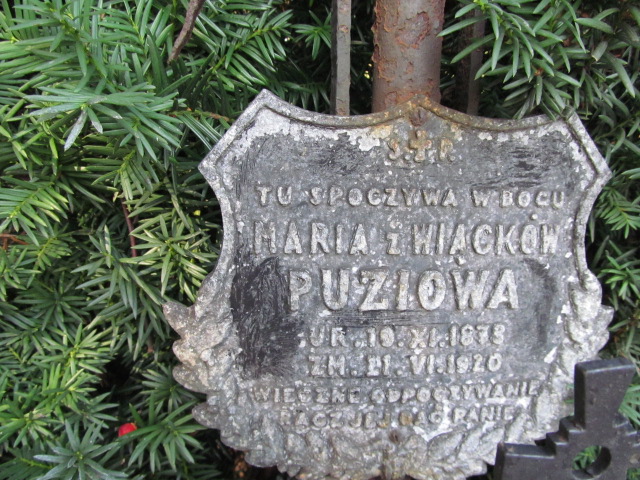 Ś.✝.P.
TU SPOCZYWA W BOGU
MARIA Z WIĄCKÓW
PUZIOWA
UR. 10. XI. 1878
ZM. 21. VI. 1920
WIECZNE ODPOCZYWANIE
RACZ JEJ DAĆ PANIE